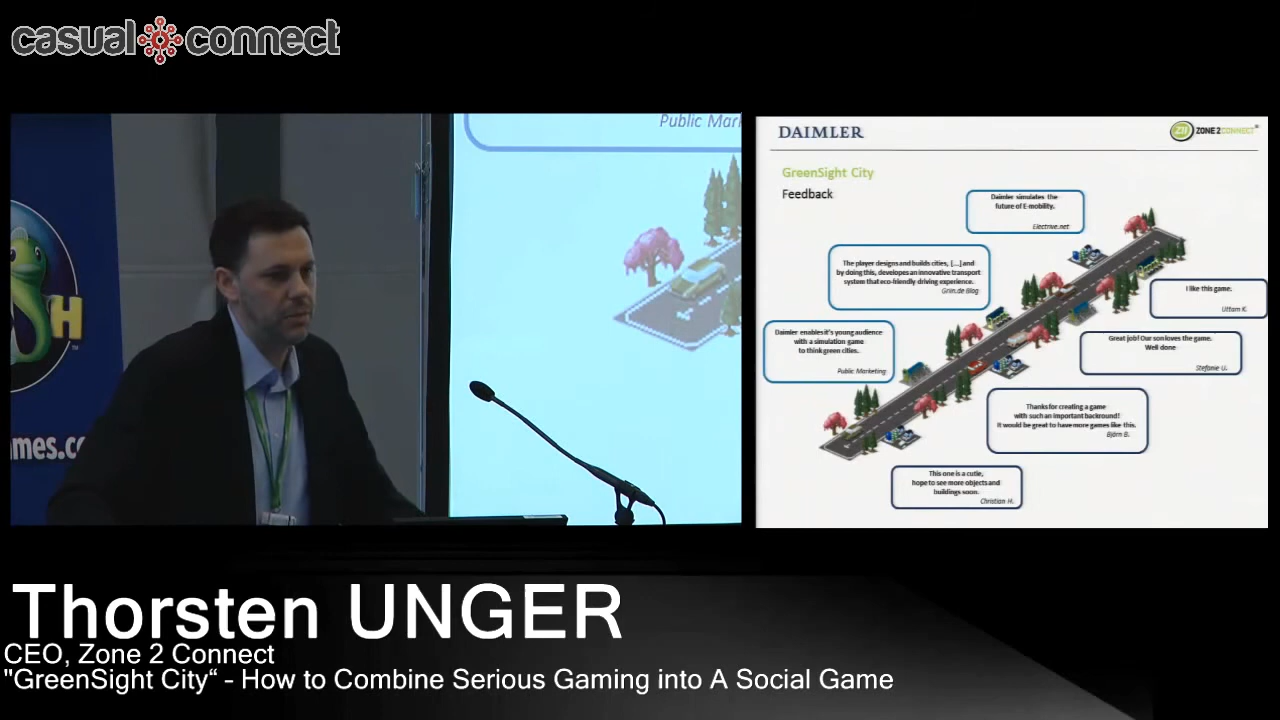 casual connect
Public Mar
H
TM
mes.co
DAIMLER
ZII ZONE 2 CONNECT®
GreenSight City
Feedback
Daimler simulates the
future of E-mobility.
Electrive.net
The player designs and builds cities, [...] and
by doing this, developes an innovative transport
system that eco-friendly driving experience.
Grün.de Blog
I like this game.
Uttam K.
Daimler enables it's young audience
with a simulation game
to think green cities.
Public Marketing
Great job! Our son loves the game.
Well done
Stefanie U.
Thanks for creating a game
with such an important backround!
It would be great to have more games like this.
Björn B.
This one is a cutie,
hope to see more objects and
buildings soon.
Christian H.
Thorsten UNGER
CEO, Zone 2 Connect
"GreenSight City“ - How to Combine Serious Gaming into A Social Game